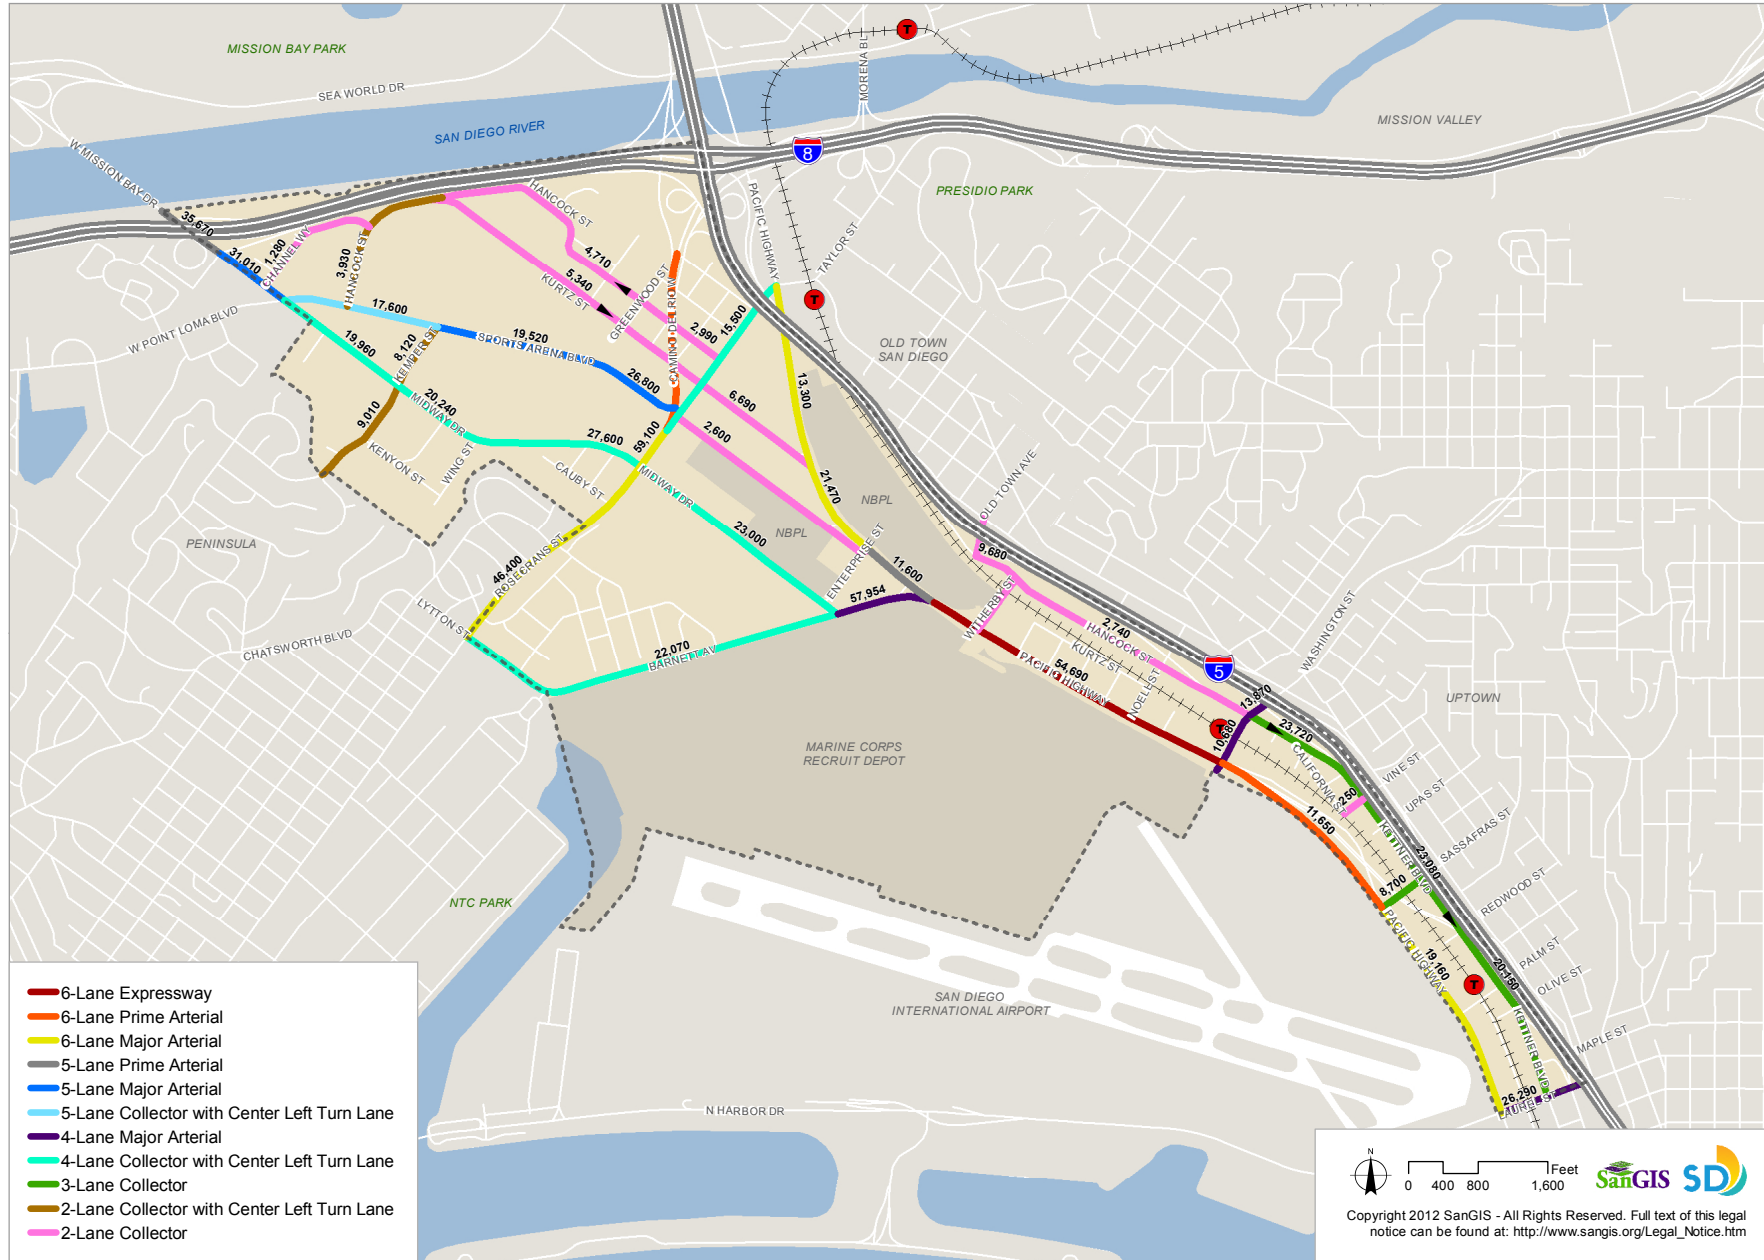 MISSION BAY PARK
SEA WORLD DR
SAN DIEGO RIVER
MORENA BL
T
MISSION VALLEY
8
W MISSION BAY DR
PRESIDIO PARK
PACIFIC HIGHWAY
TAYLOR ST
HANCOCK ST
35,670
31,010
1,280
CHANNEL WY
3,930
HANCOCK ST
4,710
5,340
KURTZ ST
GREENWOOD ST
CAMINO DEL RIO W
T
W POINT LOMA BLVD
17,600
19,960
8,120
KEMPER ST
19,520
SPORTS ARENA BLVD
26,800
2,990
15,500
OLD TOWN
SAN DIEGO
13,300
6,690
20,240
MIDWAY DR
9,010
KENYON ST
WING ST
27,600
59,100
2,600
CAUBY ST
MIDWAY DR
21,470
NBPL
NBPL
23,000
OLD TOWN AVE
PENINSULA
46,400
ROSECRANS ST
ENTERPRISE ST
11,600
9,680
57,954
WITHERBY ST
LYTTON ST
CHATSWORTH BLVD
22,070
BARNETT AV
2,740
HANCOCK ST
KURTZ ST
54,690
PACIFIC HIGHWAY
NOELL ST
WASHINGTON ST
5
UPTOWN
13,870
10,680
T
23,720
MARINE CORPS
RECRUIT DEPOT
CALIFORNIA ST
VINE ST
UPAS ST
250
11,650
KETTNER BLVD
SASSAFRAS ST
23,080
8,700
REDWOOD ST
NTC PARK
PACIFIC HIGHWAY
19,160
PALM ST
20,150
OLIVE ST
T
SAN DIEGO
INTERNATIONAL AIRPORT
KETTNER BLVD
MAPLE ST
26,290
LAUREL ST
N HARBOR DR
6-Lane Expressway
6-Lane Prime Arterial
6-Lane Major Arterial
5-Lane Prime Arterial
5-Lane Major Arterial
5-Lane Collector with Center Left Turn Lane
4-Lane Major Arterial
4-Lane Collector with Center Left Turn Lane
3-Lane Collector
2-Lane Collector with Center Left Turn Lane
2-Lane Collector
N
Feet
0 400 800 1,600
SanGIS SD
Copyright 2012 SanGIS - All Rights Reserved. Full text of this legal
notice can be found at: http://www.sangis.org/Legal_Notice.htm